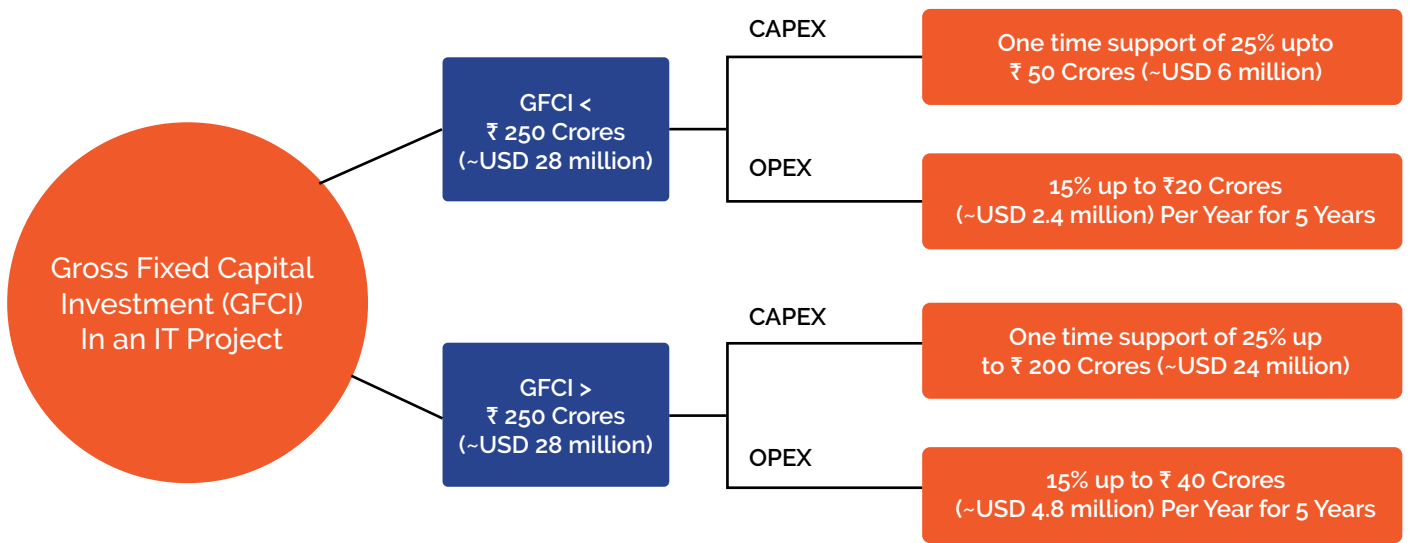 Gross Fixed Capital
Investment (GFCI)
In an IT Project
GFCI <
₹ 250 Crores
(~USD 28 million)
CAPEX
One time support of 25% upto
₹ 50 Crores (~USD 6 million)
OPEX
15% up to ₹20 Crores
(~USD 2.4 million) Per Year for 5 Years
GFCI >
₹ 250 Crores
(~USD 28 million)
CAPEX
One time support of 25% up
to ₹ 200 Crores (~USD 24 million)
OPEX
15% up to ₹ 40 Crores
(~USD 4.8 million) Per Year for 5 Years